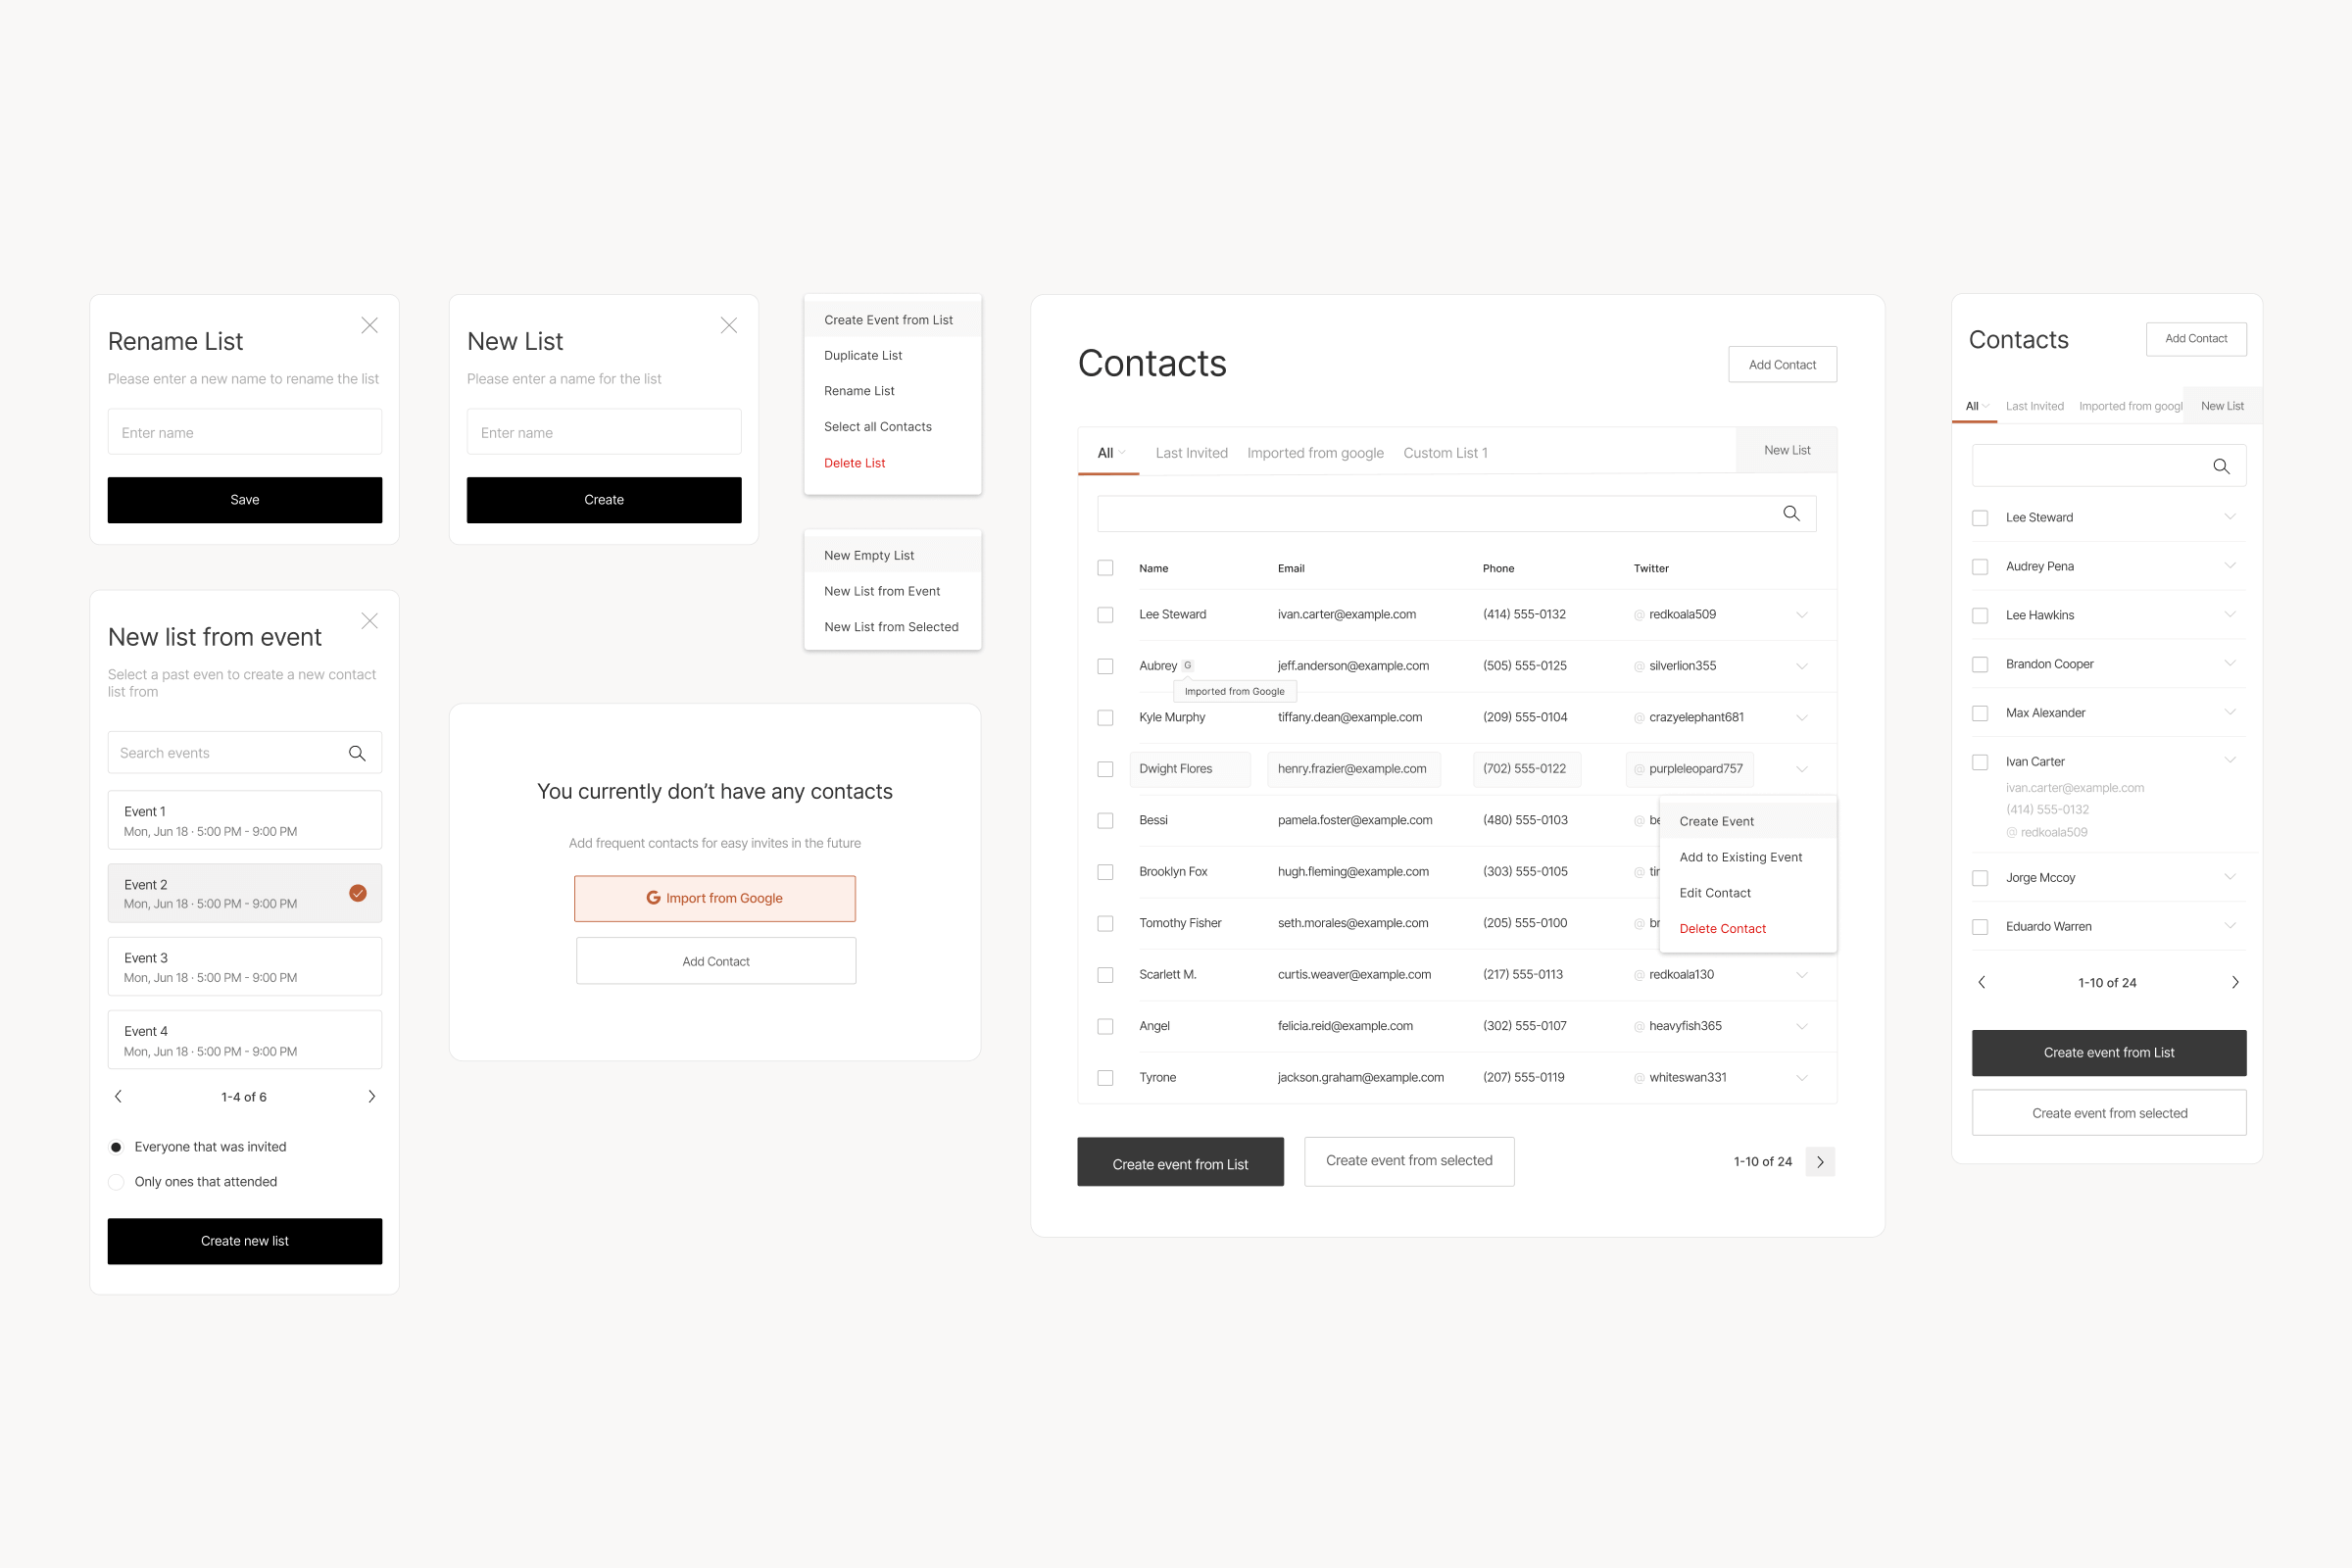 Rename List
Please enter a new name to rename the list
Enter name
Save
New list from event
Select a past even to create a new contact
list from
Search events
Event 1
Mon, Jun 18 · 5:00 PM - 9:00 PM
Event 2
Mon, Jun 18 · 5:00 PM - 9:00 PM
Event 3
Mon, Jun 18 · 5:00 PM - 9:00 PM
Event 4
Mon, Jun 18 · 5:00 PM - 9:00 PM
1-4 of 6
Everyone that was invited
Only ones that attended
Create new list
New List
Please enter a name for the list
Enter name
Create
Create Event from List
Duplicate List
Rename List
Select all Contacts
Delete List
New Empty List
New List from Event
New List from Selected
You currently don’t have any contacts
Add frequent contacts for easy invites in the future
G Import from Google
Add Contact
Contacts
Add Contact
All Last Invited Imported from google Custom List 1 New List
Name Email Phone Twitter
Lee Steward ivan.carter@example.com (414) 555-0132 @ redkoala509
Aubrey G jeff.anderson@example.com (505) 555-0125 @ silverlion355
Imported from Google
Kyle Murphy tiffany.dean@example.com (209) 555-0104 @ crazyelephant681
Dwight Flores henry.frazier@example.com (702) 555-0122 @ purpleleopard757
Bessi pamela.foster@example.com (480) 555-0103 @ be
Brooklyn Fox hugh.fleming@example.com (303) 555-0105 @ tir
Tomothy Fisher seth.morales@example.com (205) 555-0100 @ br
Scarlett M. curtis.weaver@example.com (217) 555-0113 @ redkoala130
Angel felicia.reid@example.com (302) 555-0107 @ heavyfish365
Tyrone jackson.graham@example.com (207) 555-0119 @ whiteswan331
Create Event
Add to Existing Event
Edit Contact
Delete Contact
Create event from List
Create event from selected
1-10 of 24
Contacts
Add Contact
All Last Invited Imported from googl New List
Lee Steward
Audrey Pena
Lee Hawkins
Brandon Cooper
Max Alexander
Ivan Carter
ivan.carter@example.com
(414) 555-0132
@ redkoala509
Jorge Mccoy
Eduardo Warren
1-10 of 24
Create event from List
Create event from selected